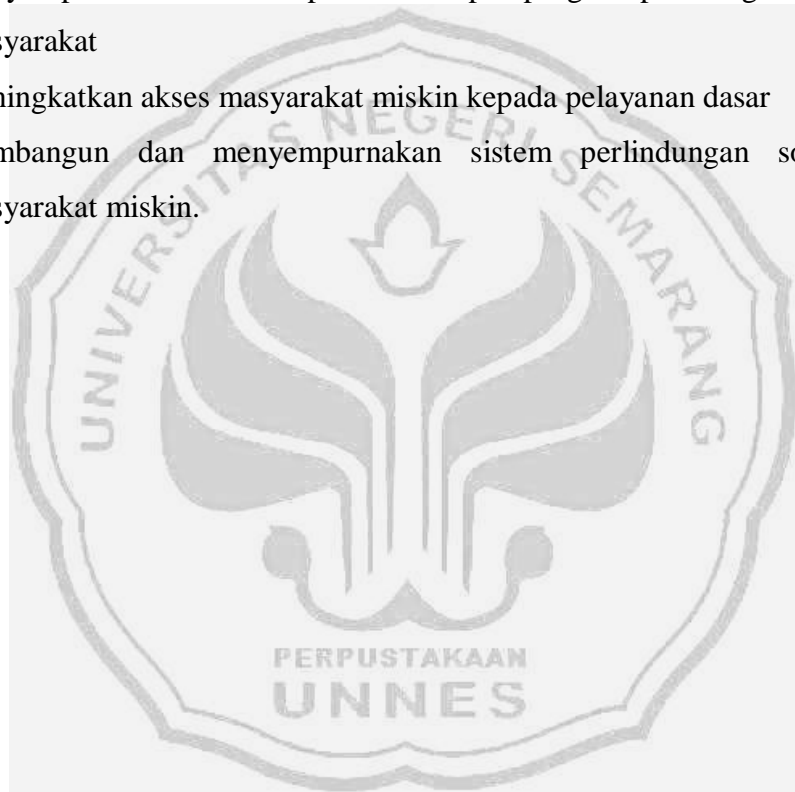 syarakat
ningkatkan akses masyarakat miskin kepada pelayanan dasar
mbangun dan menyempurnakan sistem perlindungan so
syarakat miskin.
UNIVERSITAS NEGERI SEMARANG
PERPUSTAKAAN
UNNES